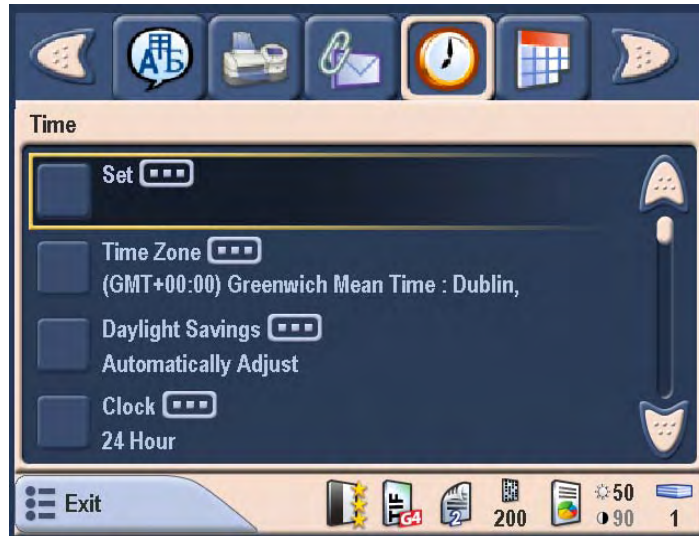 Time
Set
Time Zone
(GMT+00:00) Greenwich Mean Time : Dublin,
Daylight Savings
Automatically Adjust
Clock
24 Hour
Exit
TIF
G4
2
200
50
90
1